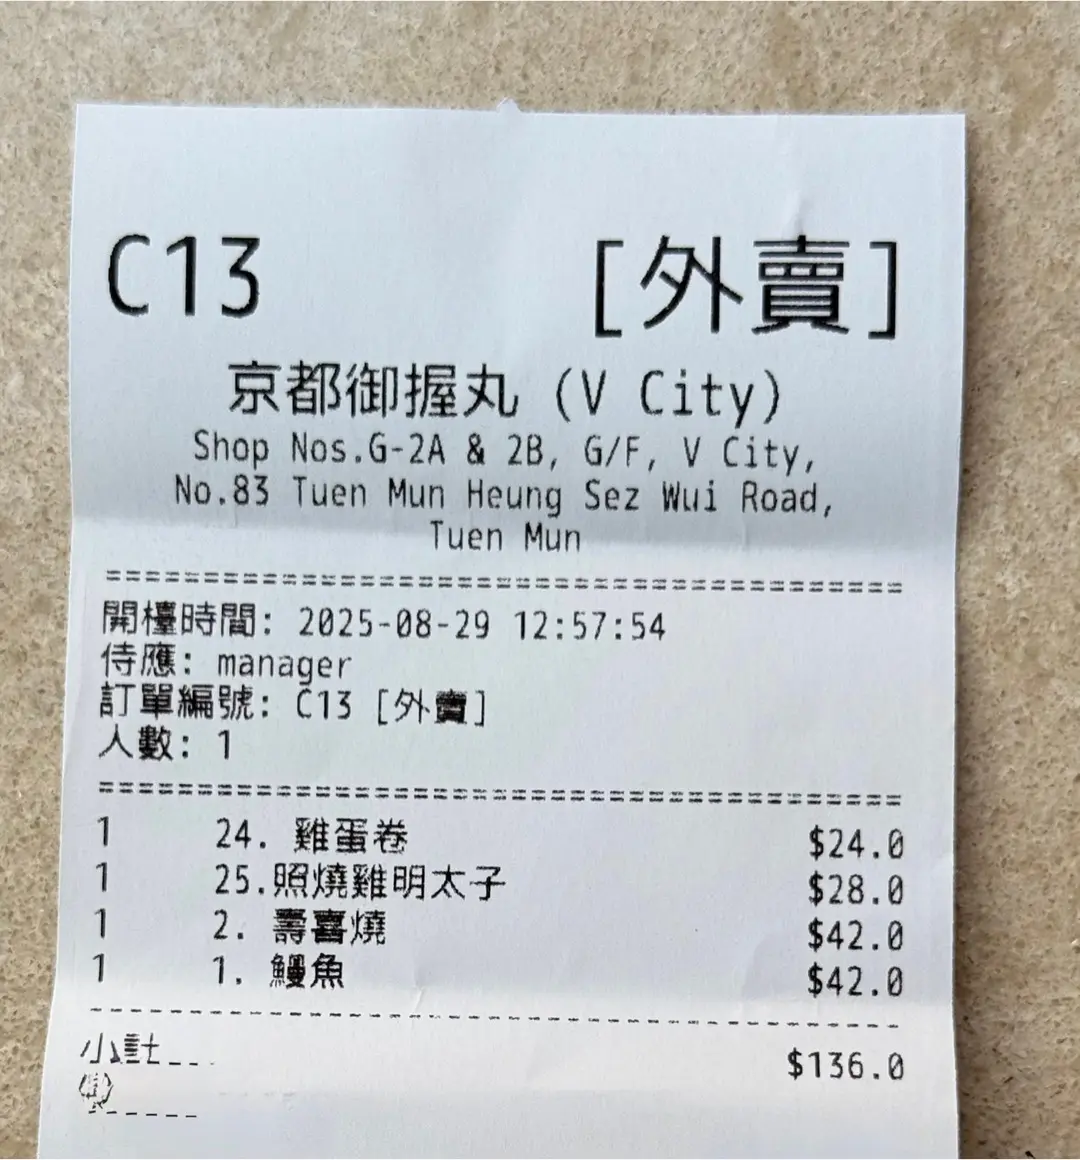 C13 [外賣]
京都御握丸 (V City)
Shop Nos.G-2A & 2B, G/F, V City,
No.83 Tuen Mun Heung Sez Wui Road,
Tuen Mun
開檯時間: 2025-08-29 12:57:54
侍應: manager
訂單編號: C13 [外賣]
人數: 1
1 24. 雞蛋卷 $24.0
1 25.照燒雞明太子 $28.0
1 2. 壽喜燒 $42.0
1 1. 鰻魚 $42.0
小計 $136.0